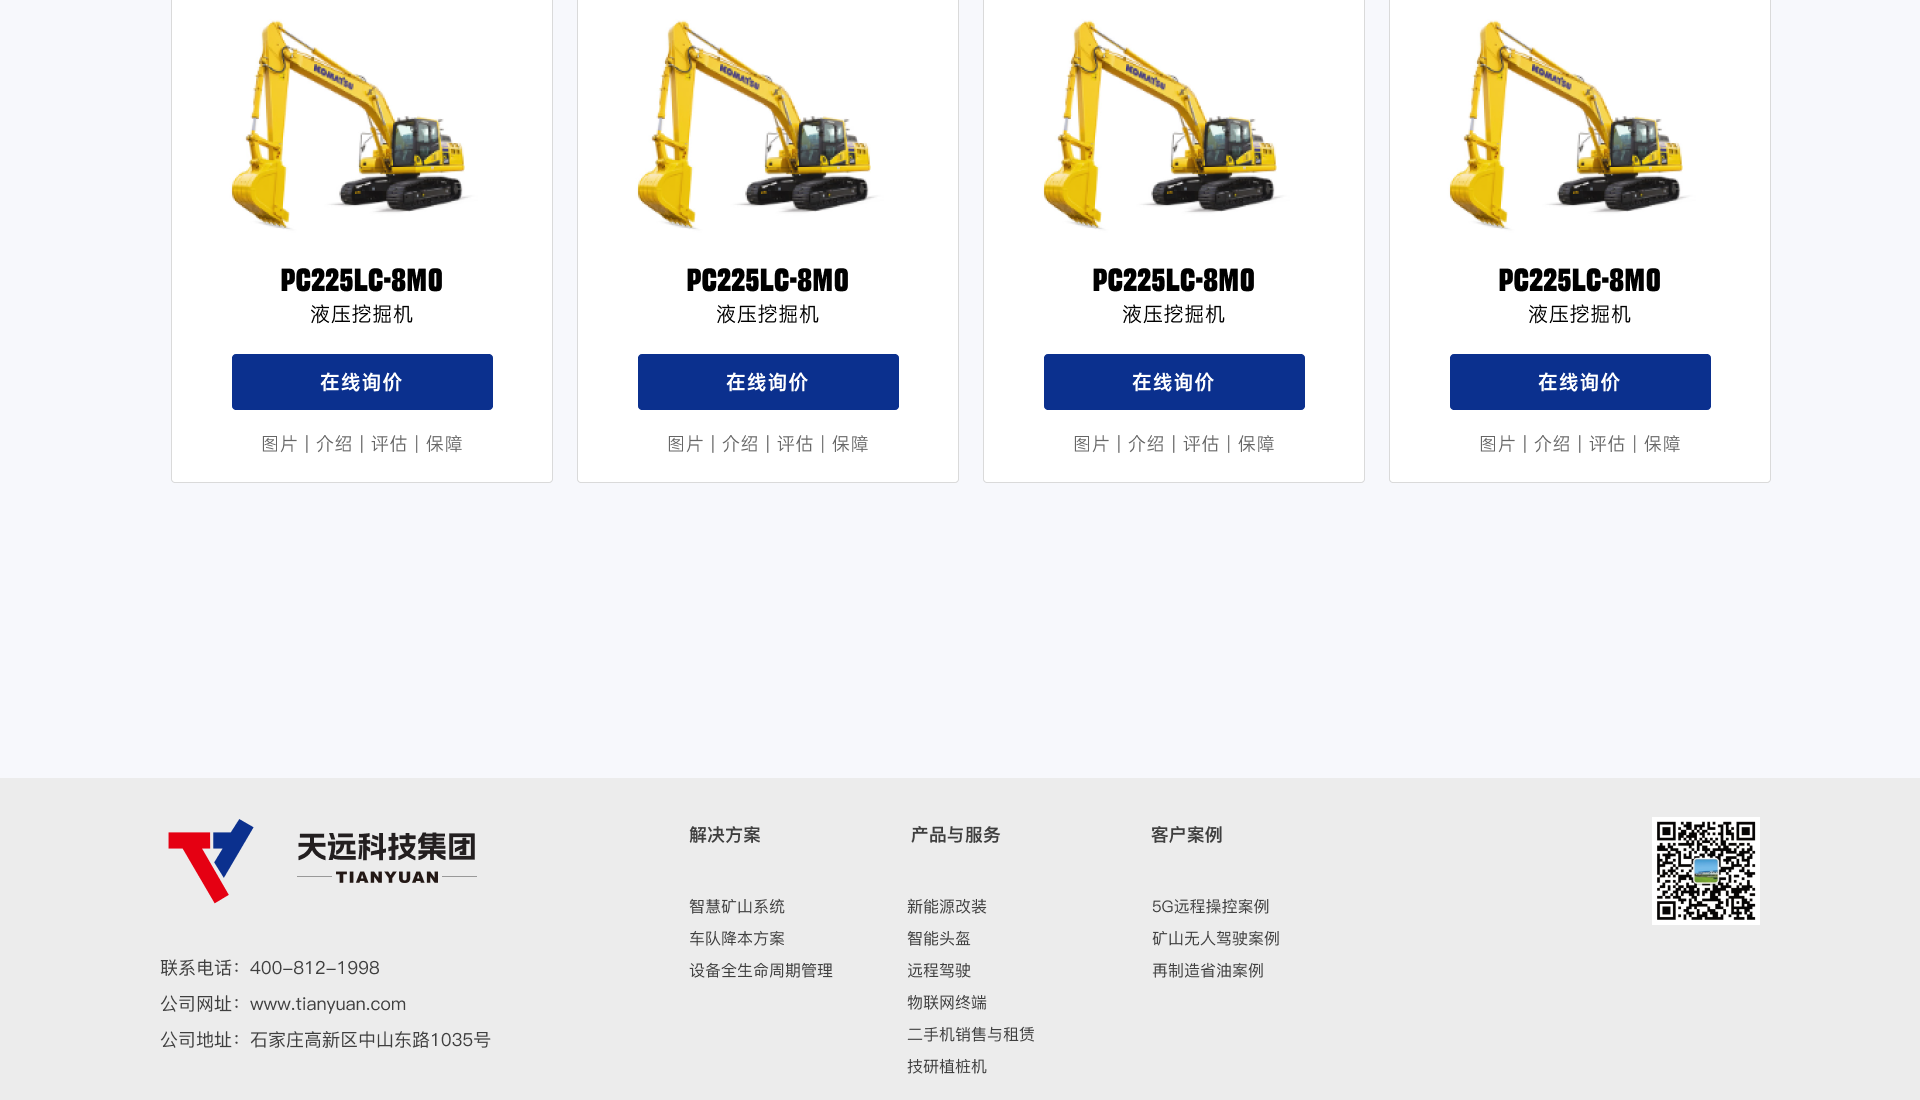 KOMATSU
KOMATSU
KOMATSU
KOMATSU
PC225LC-8M0
PC225LC-8M0
PC225LC-8M0
PC225LC-8M0
液压挖掘机
液压挖掘机
液压挖掘机
液压挖掘机
在线询价
在线询价
在线询价
在线询价
图片 | 介绍 | 评估 | 保障
图片 | 介绍 | 评估 | 保障
图片 | 介绍 | 评估 | 保障
图片 | 介绍 | 评估 | 保障
天远科技集团
TIANYUAN
联系电话：400-812-1998
公司网址：www.tianyuan.com
公司地址：石家庄高新区中山东路1035号
解决方案
智慧矿山系统
车队降本方案
设备全生命周期管理
产品与服务
新能源改装
智能头盔
远程驾驶
物联网终端
二手机销售与租赁
技研植桩机
客户案例
5G远程操控案例
矿山无人驾驶案例
再制造省油案例